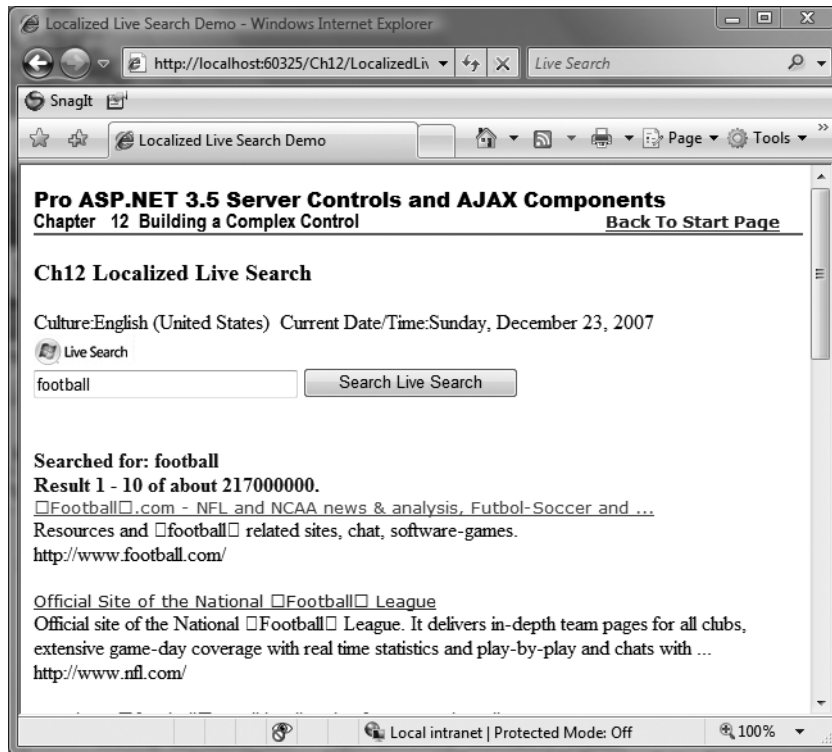 Localized Live Search Demo - Windows Internet Explorer
http://localhost:60325/Ch12/LocalizedLiv
Live Search
SnagIt
Localized Live Search Demo
Page
Tools
»
Pro ASP.NET 3.5 Server Controls and AJAX Components
Chapter 12 Building a Complex Control
Back To Start Page
Ch12 Localized Live Search
Culture:English (United States) Current Date/Time:Sunday, December 23, 2007
Live Search
football
Search Live Search
Searched for: football
Result 1 - 10 of about 217000000.
□Football□.com - NFL and NCAA news & analysis, Futbol-Soccer and ...
Resources and □football□ related sites, chat, software-games.
http://www.football.com/
Official Site of the National □Football□ League
Official site of the National □Football□ League. It delivers in-depth team pages for all clubs,
extensive game-day coverage with real time statistics and play-by-play and chats with ...
http://www.nfl.com/
Local intranet | Protected Mode: Off
100%